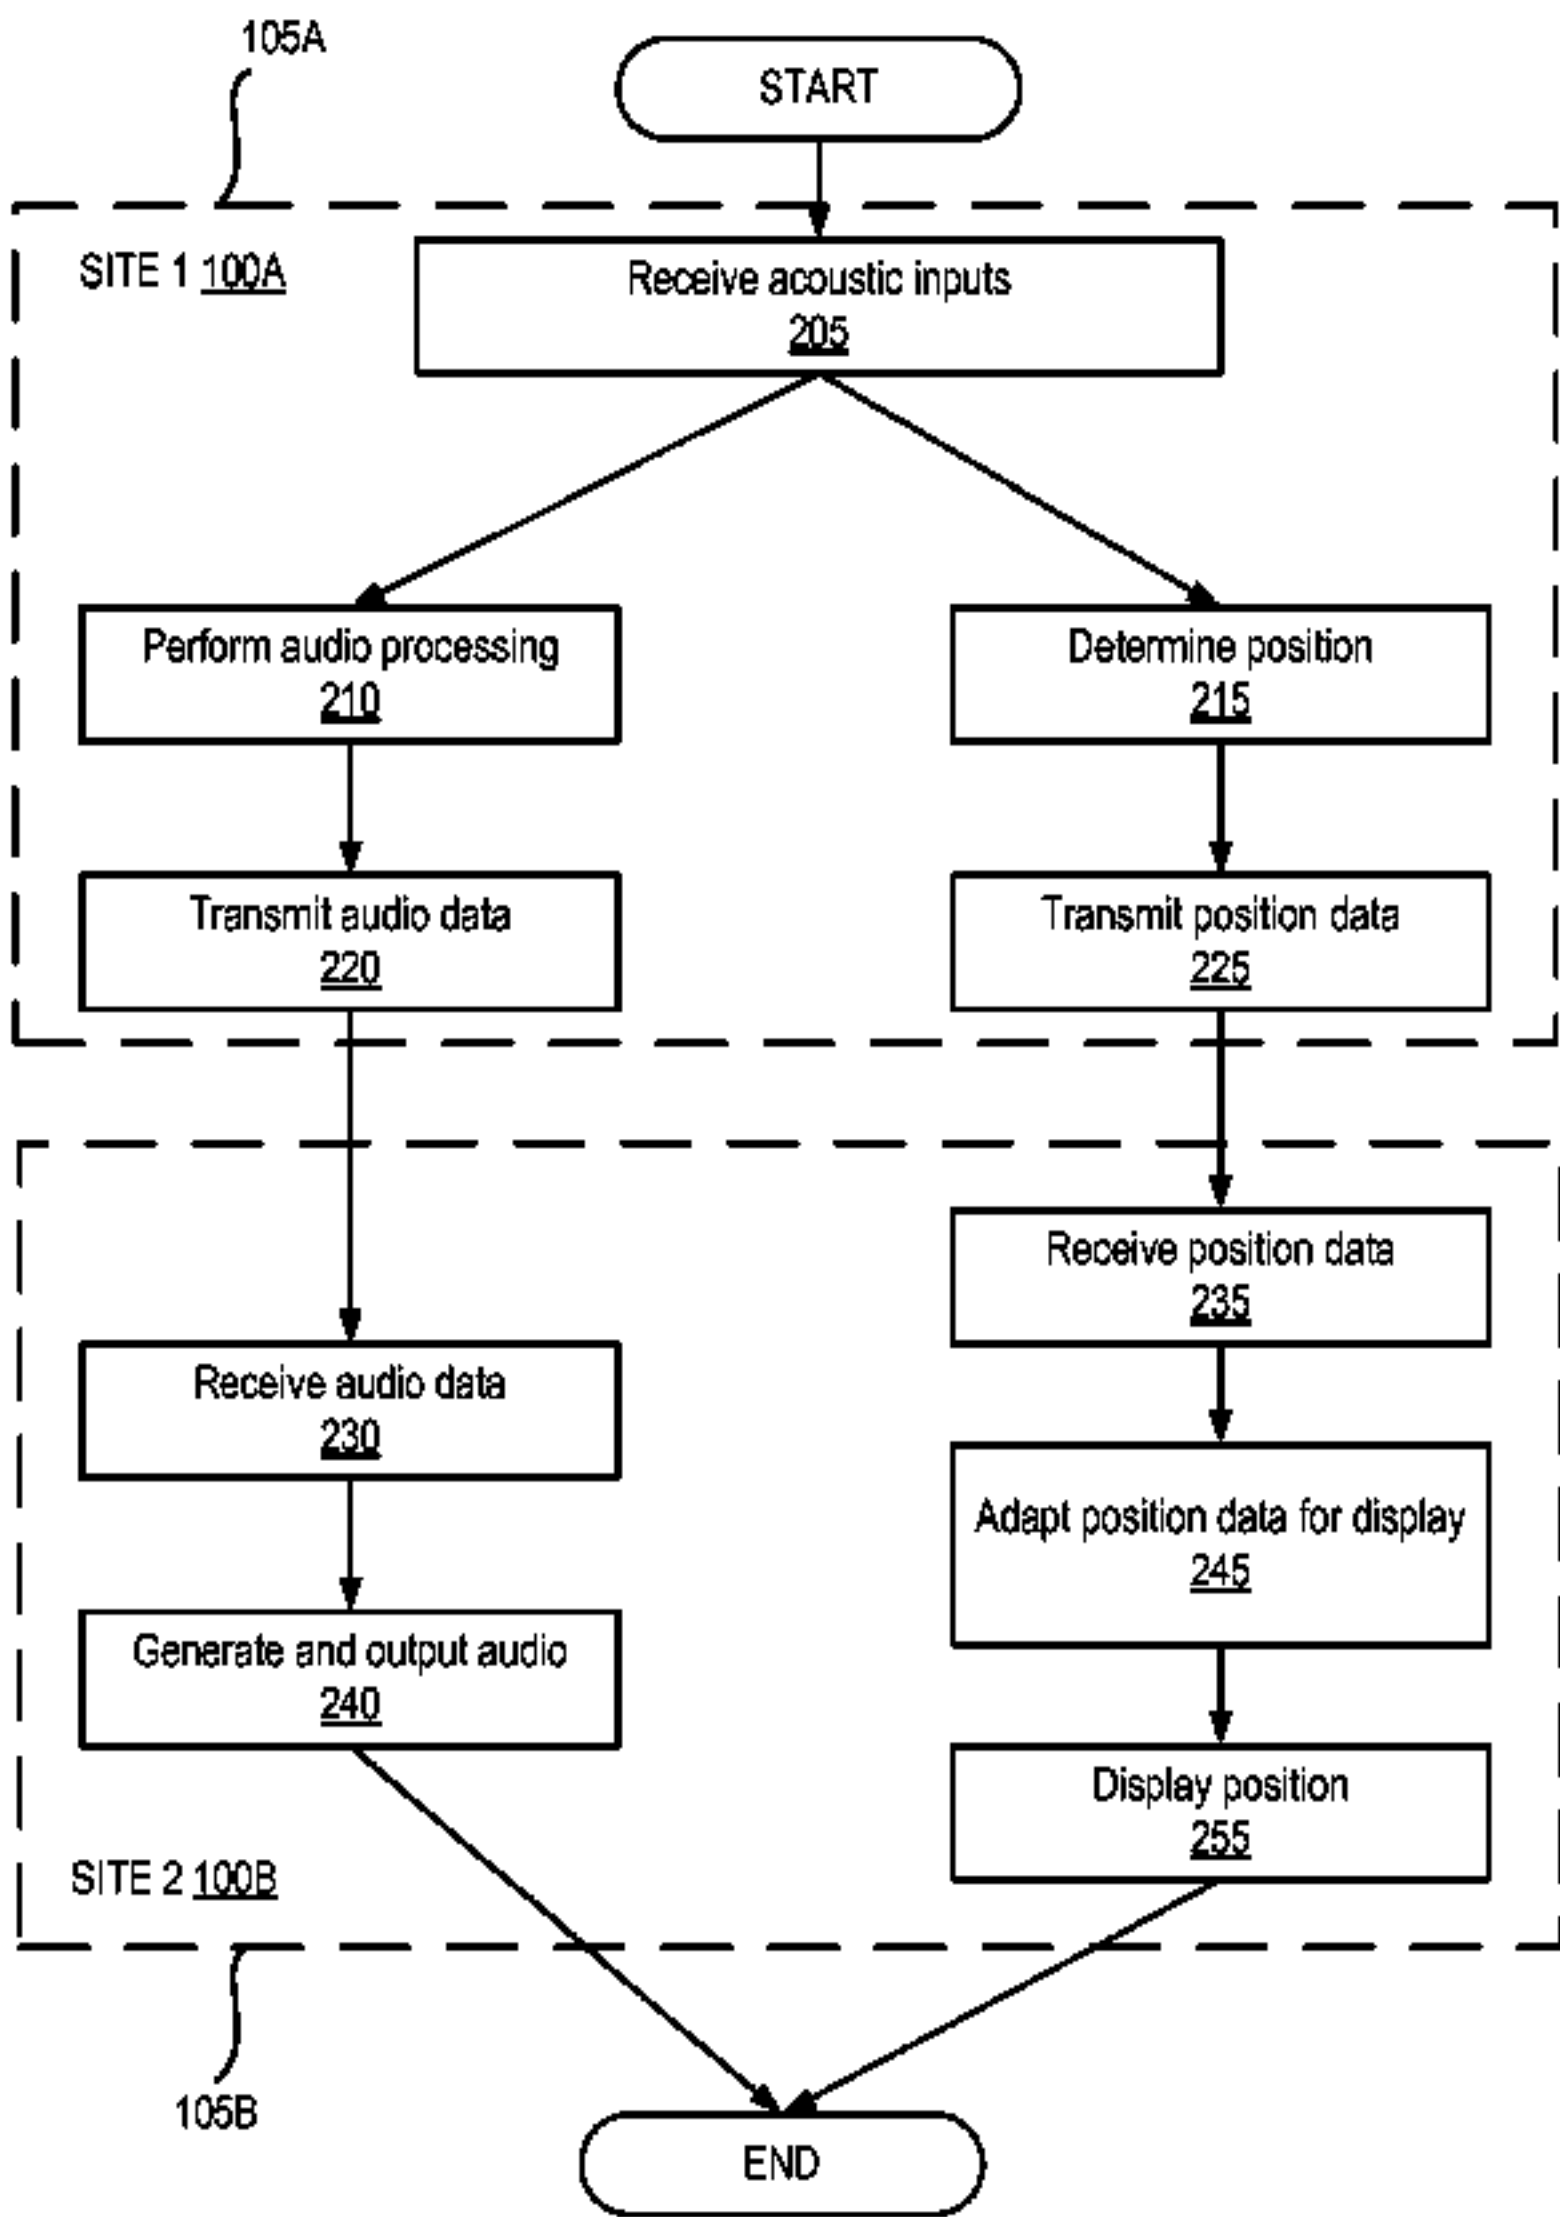 105A
START
SITE 1 100A
Receive acoustic inputs
205
Perform audio processing
210
Determine position
215
Transmit audio data
220
Transmit position data
225
Receive position data
235
Receive audio data
230
Adapt position data for display
245
Generate and output audio
240
Display position
255
SITE 2 100B
105B
END